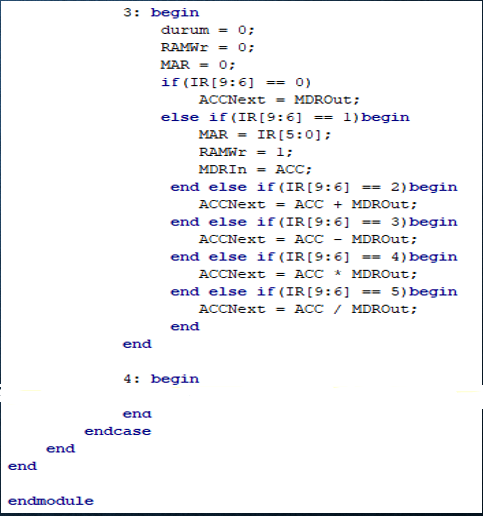 3: begin
durum = 0;
RAMWr = 0;
MAR = 0;
if(IR[9:6] == 0)
ACCNext = MDROut;
else if(IR[9:6] == 1)begin
MAR = IR[5:0];
RAMWr = 1;
MDRIn = ACC;
end else if(IR[9:6] == 2)begin
ACCNext = ACC + MDROut;
end else if(IR[9:6] == 3)begin
ACCNext = ACC - MDROut;
end else if(IR[9:6] == 4)begin
ACCNext = ACC * MDROut;
end else if(IR[9:6] == 5)begin
ACCNext = ACC / MDROut;
end
end
4: begin
end
endcase
end
end
endmodule